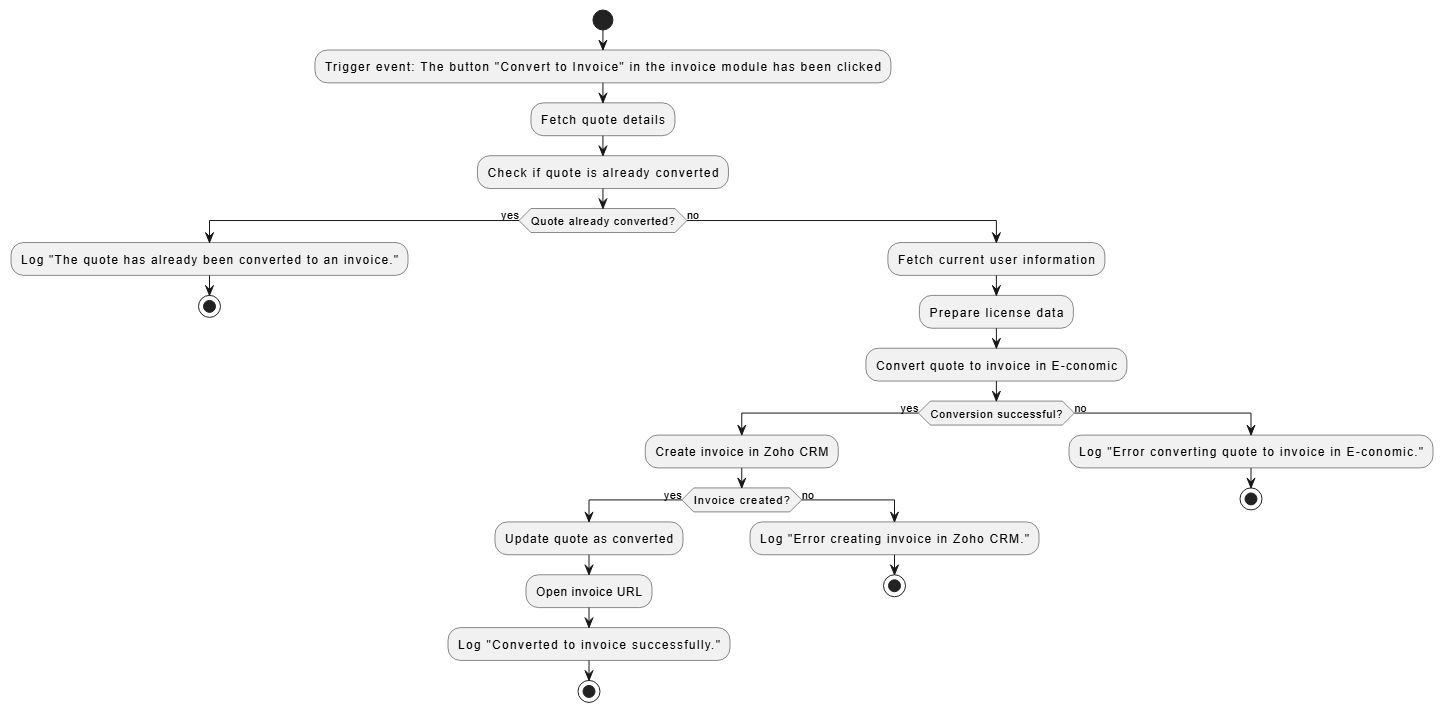 Trigger event: The button "Convert to Invoice" in the invoice module has been clicked
Fetch quote details
Check if quote is already converted
yes
Quote already converted?
no
Log "The quote has already been converted to an invoice."
Fetch current user information
Prepare license data
Convert quote to invoice in E-conomic
yes
Conversion successful?
no
Create invoice in Zoho CRM
Log "Error converting quote to invoice in E-conomic."
yes
Invoice created?
no
Update quote as converted
Log "Error creating invoice in Zoho CRM."
Open invoice URL
Log "Converted to invoice successfully."